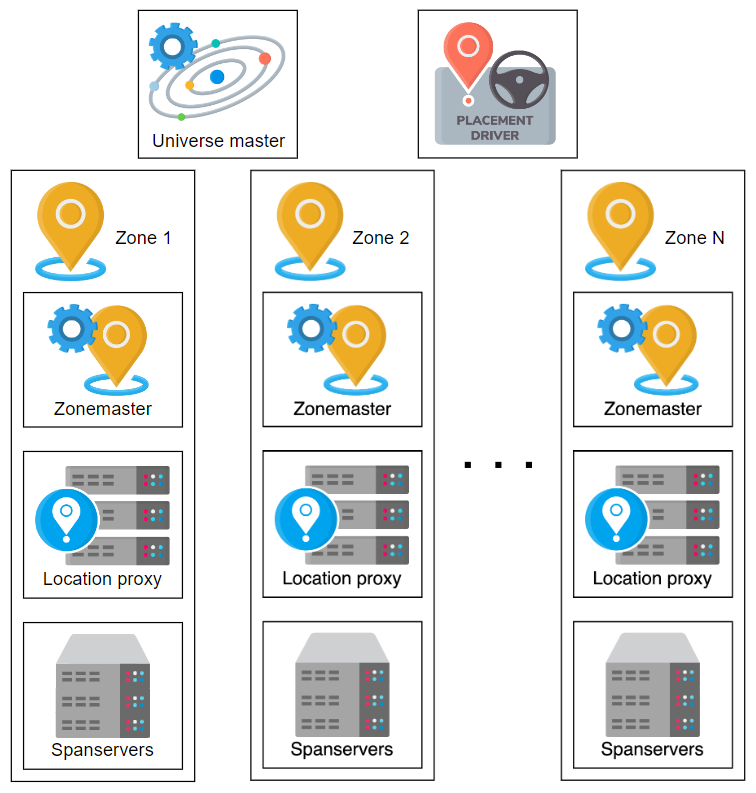 Universe master
PLACEMENT
DRIVER
Zone 1
Zone 2
Zone N
Zonemaster
Zonemaster
Zonemaster
. . .
Location proxy
Location proxy
Location proxy
Spanservers
Spanservers
Spanservers